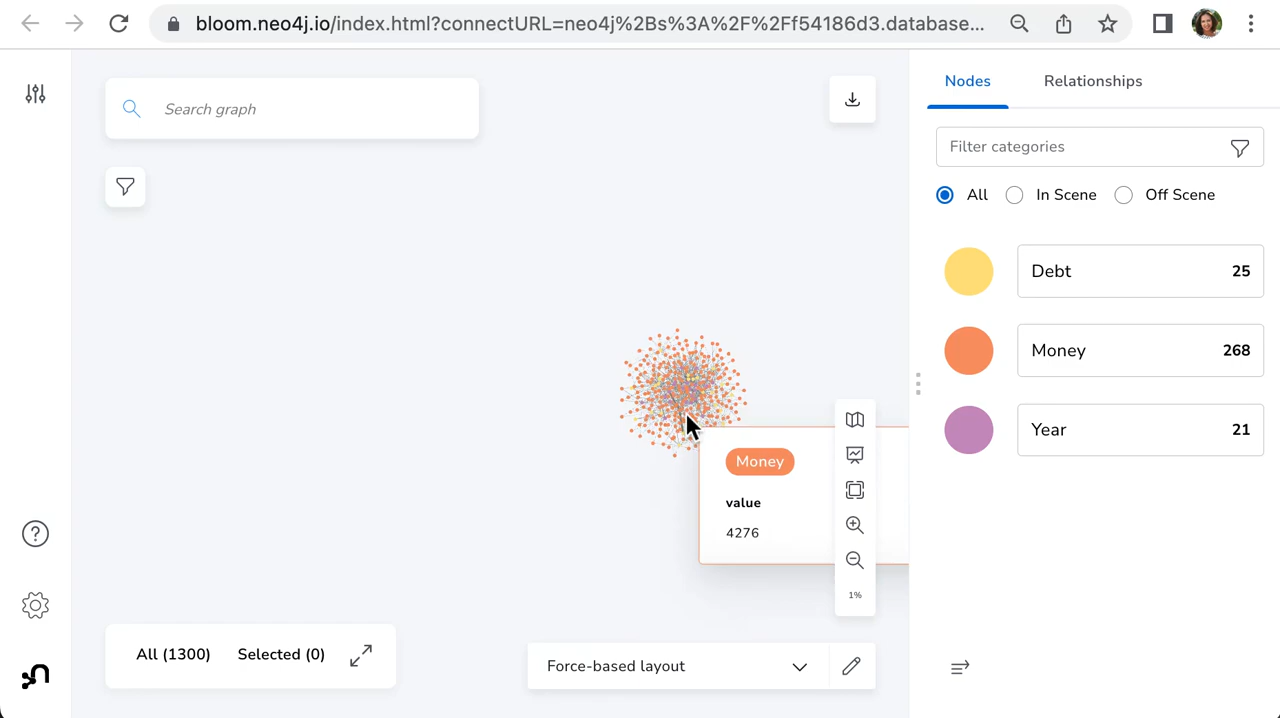 bloom.neo4j.io/index.html?connectURL=neo4j%2Bs%3A%2F%2Ff54186d3.database...
Search graph
Nodes
Relationships
Filter categories
All
In Scene
Off Scene
Debt
25
Money
268
Year
21
Money
value
4276
1%
All (1300)
Selected (0)
Force-based layout